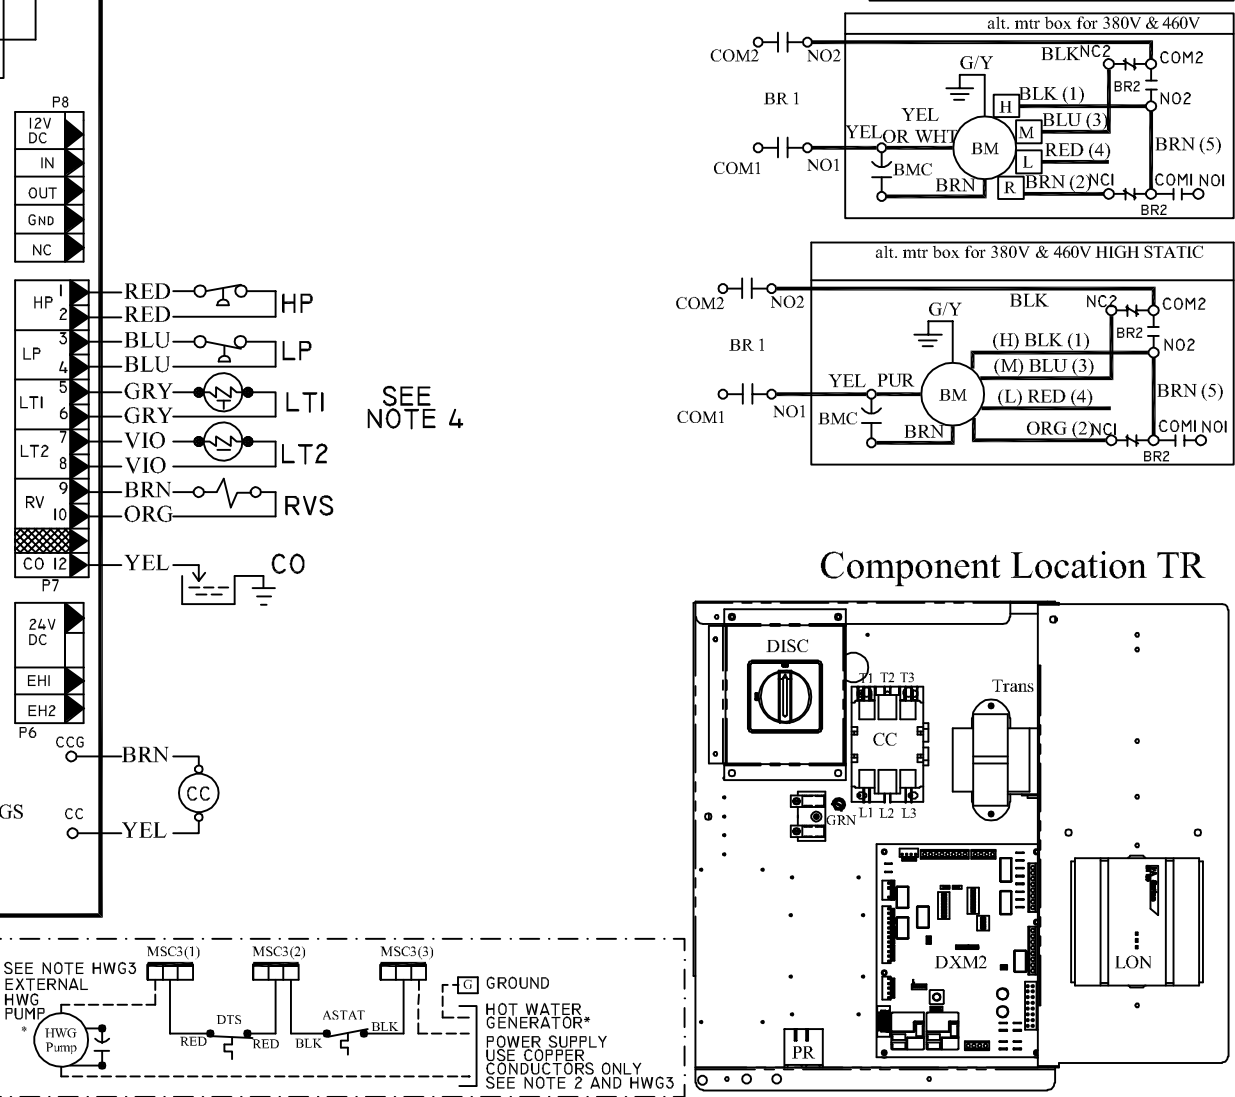 alt. mtr box for 380V & 460V
COM2
NO2
BLK
NC2
COM2
G/Y
BR2
BR 1
H
BLK (1)
NO2
YEL
OR WHT
YEL
M
BLU (3)
BM
RED (4)
BRN (5)
L
COM1
NO1
BMC
BRN
R
BRN (2)
NC1
COM1
NO1
BR2
alt. mtr box for 380V & 460V HIGH STATIC
COM2
NO2
BLK
NC2
COM2
G/Y
BR2
BR 1
(H) BLK (1)
NO2
(M) BLU (3)
YEL
PUR
BM
(L) RED (4)
BRN (5)
COM1
NO1
BMC
BRN
ORG (2)
NC1
COM1
NO1
BR2
P8
12V
DC
IN
OUT
GND
NC
HP
1
RED
HP
2
RED
LP
3
BLU
LP
4
BLU
LT1
5
GRY
LT1
6
GRY
LT2
7
VIO
LT2
8
VIO
RV
9
BRN
RVS
10
ORG
CO 12
YEL
CO
P7
SEE
NOTE 4
24V
DC
EH1
EH2
P6
CCG
BRN
CC
GS
CC
YEL
Component Location TR
DISC
T1 T2 T3
Trans
CC
L1 L2 L3
GRN
DXM2
LON
PR
MSC3(1)
MSC3(2)
MSC3(3)
SEE NOTE HWG3
EXTERNAL
HWG
PUMP
*
HWG
Pump
DTS
RED
RED
ASTAT
BLK
BLK
G
GROUND
HOT WATER
GENERATOR*
POWER SUPPLY
USE COPPER
CONDUCTORS ONLY
SEE NOTE 2 AND HWG3